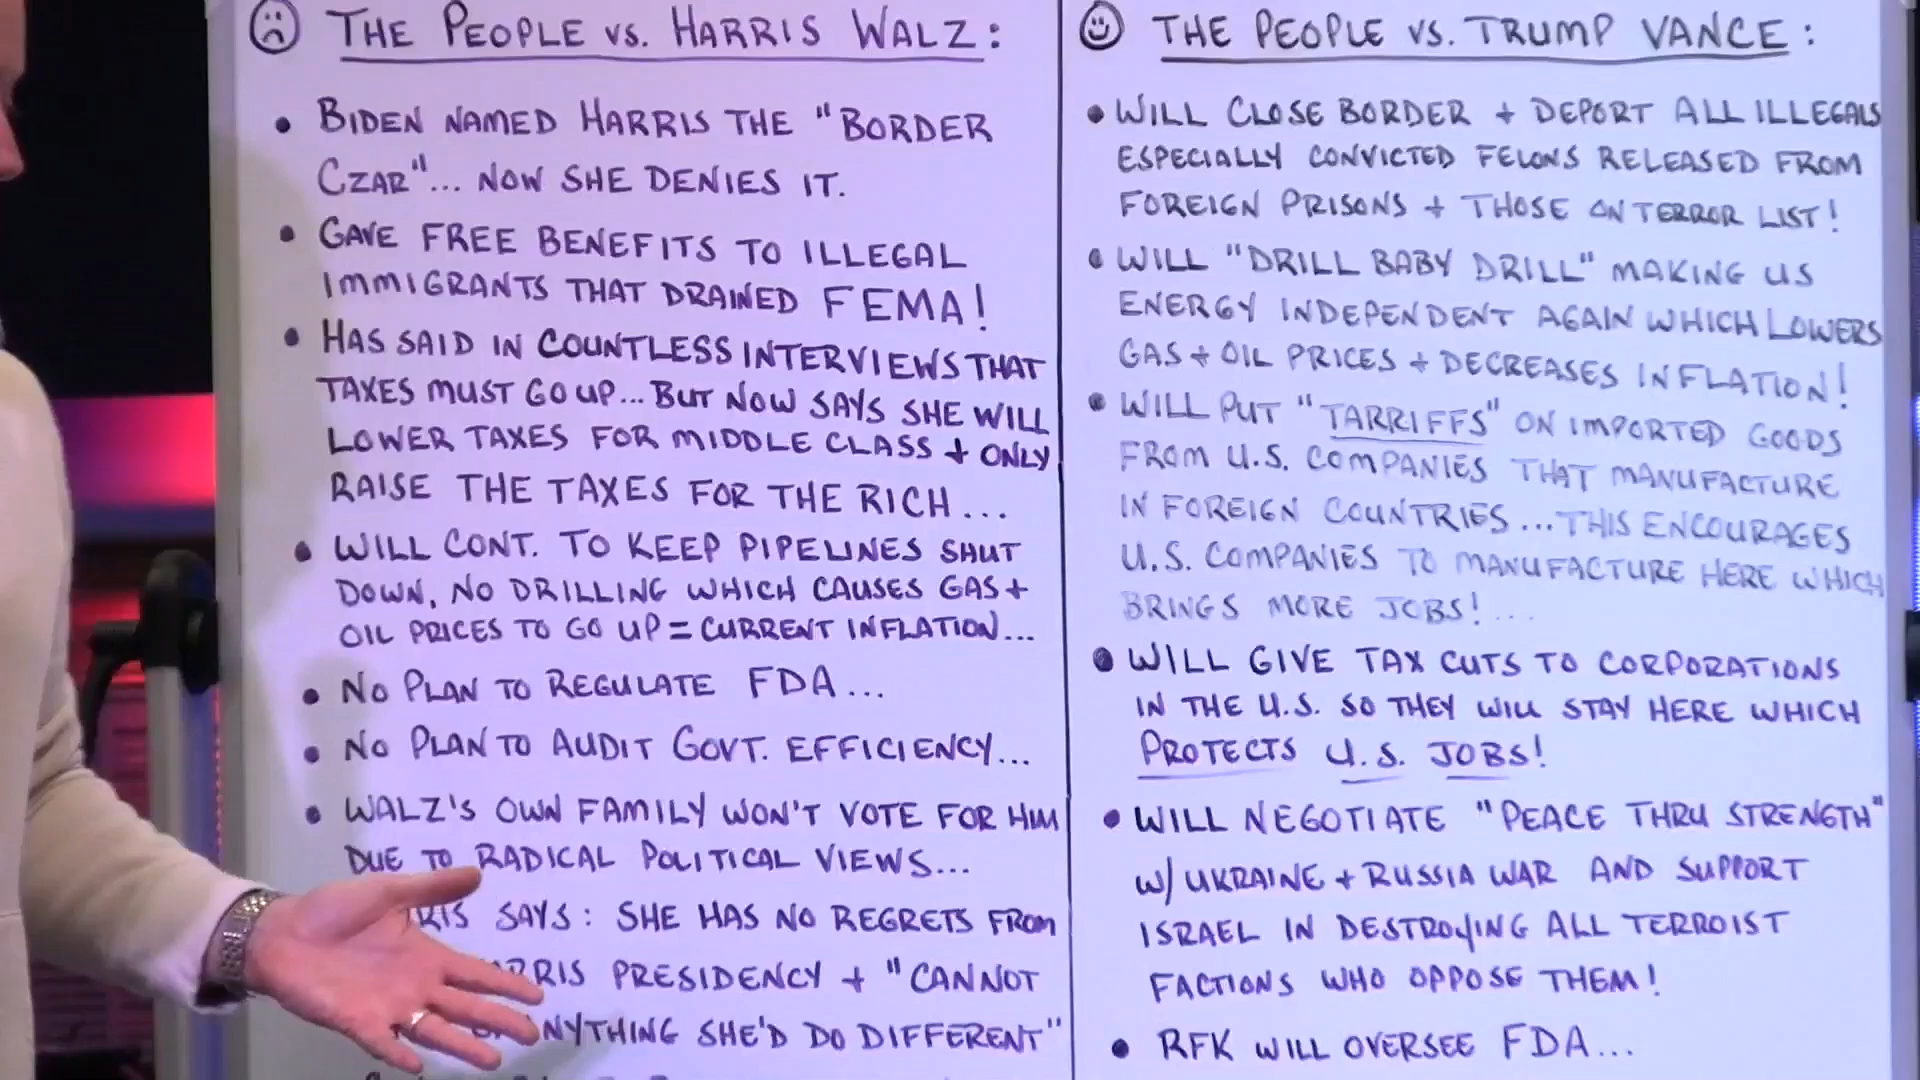 THE PEOPLE VS. HARRIS WALZ:
• BIDEN NAMED HARRIS THE "BORDER
CZAR"... NOW SHE DENIES IT.
• GAVE FREE BENEFITS TO ILLEGAL
IMMIGRANTS THAT DRAINED FEMA!
• HAS SAID IN COUNTLESS INTERVIEWS THAT
TAXES MUST GO UP... BUT NOW SAYS SHE WILL
LOWER TAXES FOR MIDDLE CLASS + ONLY
RAISE THE TAXES FOR THE RICH...
• WILL CONT. TO KEEP PIPELINES SHUT
DOWN, NO DRILLING WHICH CAUSES GAS +
OIL PRICES TO GO UP = CURRENT INFLATION...
• NO PLAN TO REGULATE FDA...
• NO PLAN TO AUDIT GOVT. EFFICIENCY...
• WALZ'S OWN FAMILY WON'T VOTE FOR HIM
DUE TO RADICAL POLITICAL VIEWS...
SAYS: SHE HAS NO REGRETS FROM
PRESIDENCY + "CANNOT
SHE'D DO DIFFERENT"
THE PEOPLE VS. TRUMP VANCE:
• WILL CLOSE BORDER + DEPORT ALL ILLEGALS
ESPECIALLY CONVICTED FELONS RELEASED FROM
FOREIGN PRISONS + THOSE ON TERROR LIST!
• WILL "DRILL BABY DRILL" MAKING US
ENERGY INDEPENDENT AGAIN WHICH LOWERS
GAS + OIL PRICES + DECREASES INFLATION!
• WILL PUT "TARRIFFS" ON IMPORTED GOODS
FROM U.S. COMPANIES THAT MANUFACTURE
IN FOREIGN COUNTRIES... THIS ENCOURAGES
U.S. COMPANIES TO MANUFACTURE HERE WHICH
BRINGS MORE JOBS!...
• WILL GIVE TAX CUTS TO CORPORATIONS
IN THE U.S. SO THEY WILL STAY HERE WHICH
PROTECTS U.S. JOBS!
• WILL NEGOTIATE "PEACE THRU STRENGTH"
W/ UKRAINE + RUSSIA WAR AND SUPPORT
ISRAEL IN DESTROYING ALL TERROIST
FACTIONS WHO OPPOSE THEM!
• RFK WILL OVERSEE FDA...